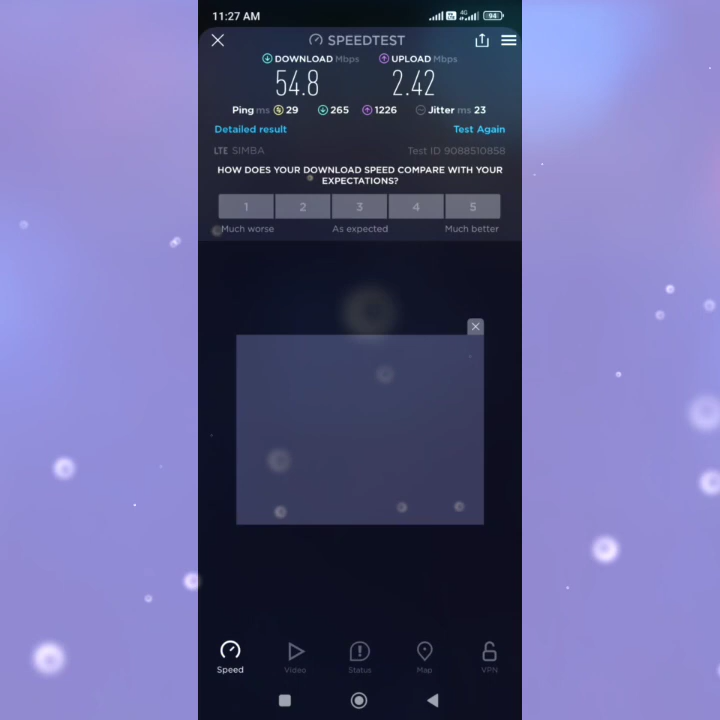 11:27 AM 4G 94
SPEEDTEST
DOWNLOAD Mbps UPLOAD Mbps
54.8 2.42
Ping ms 29 265 1226 Jitter ms 23
Detailed result Test Again
LTE SIMBA Test ID 9088510858
HOW DOES YOUR DOWNLOAD SPEED COMPARE WITH YOUR
EXPECTATIONS?
1 2 3 4 5
Much worse As expected Much better
Speed Video Status Map VPN